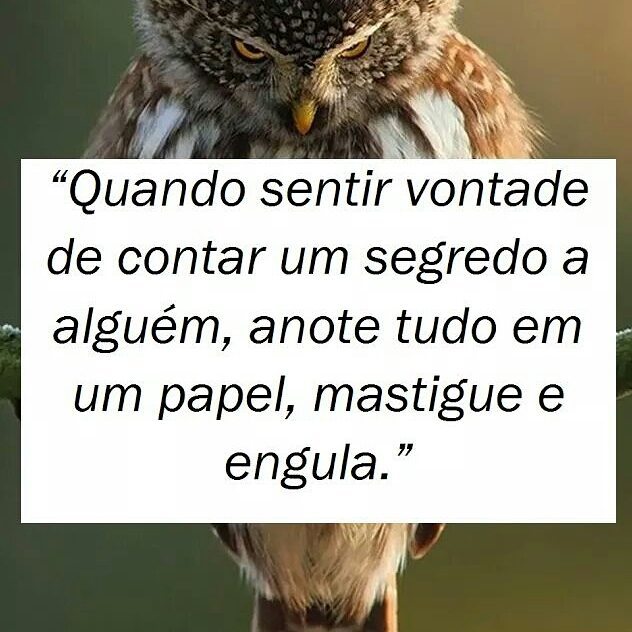 “Quando sentir vontade
de contar um segredo a
alguém, anote tudo em
um papel, mastigue e
engula.”